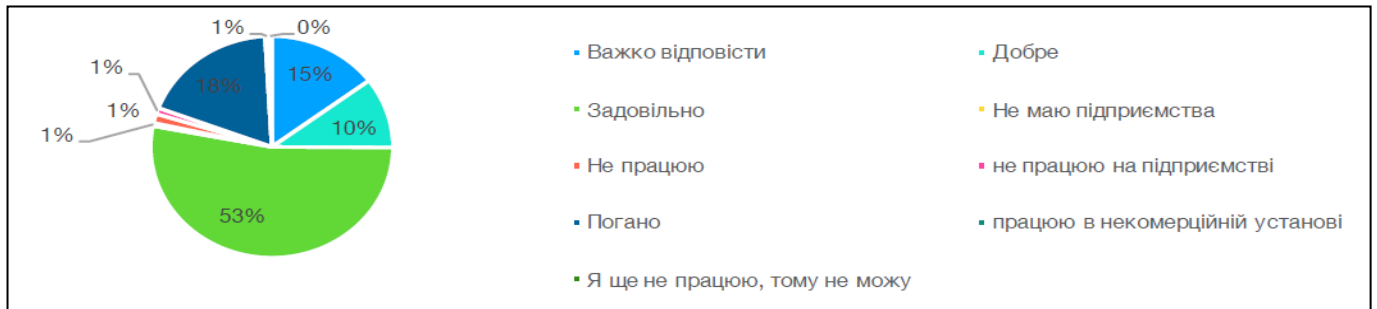 1%
0%
1%
18%
15%
1%
1%
10%
53%
Важко відповісти
Добре
Задовільно
Не маю підприємства
Не працюю
не працюю на підприємстві
Погано
працюю в некомерційній установі
Я ще не працюю, тому не можу